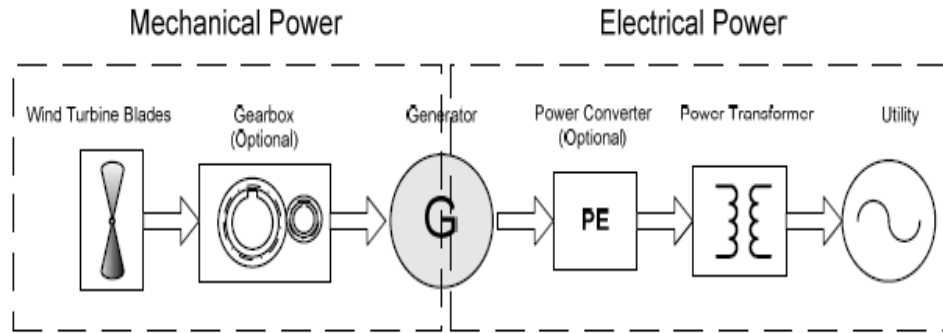 Mechanical Power
Electrical Power
Wind Turbine Blades
Gearbox
(Optional)
Generator
Power Converter
(Optional)
Power Transformer
Utility
G
PE